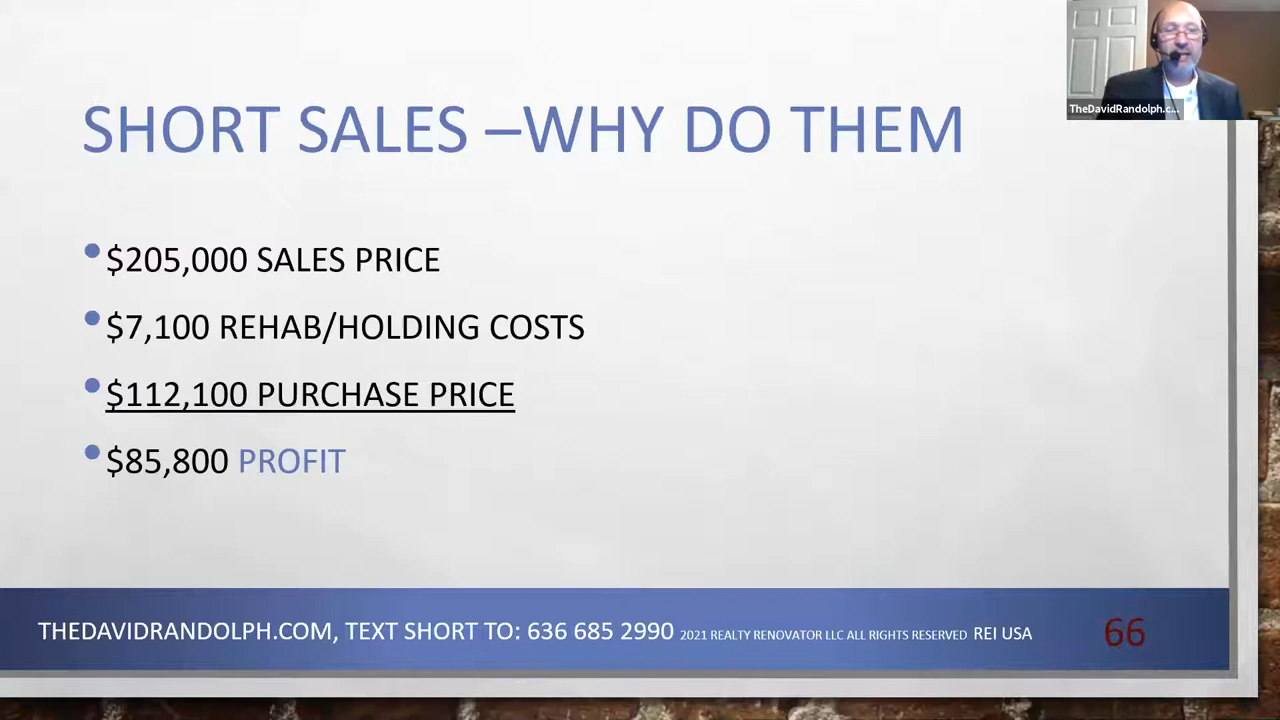 SHORT SALES –WHY DO THEM
TheDavidRandolph.c...
•$205,000 SALES PRICE
•$7,100 REHAB/HOLDING COSTS
•$112,100 PURCHASE PRICE
•$85,800 PROFIT
THEDAVIDRANDOLPH.COM, TEXT SHORT TO: 636 685 2990 2021 REALTY RENOVATOR LLC ALL RIGHTS RESERVED REI USA 66